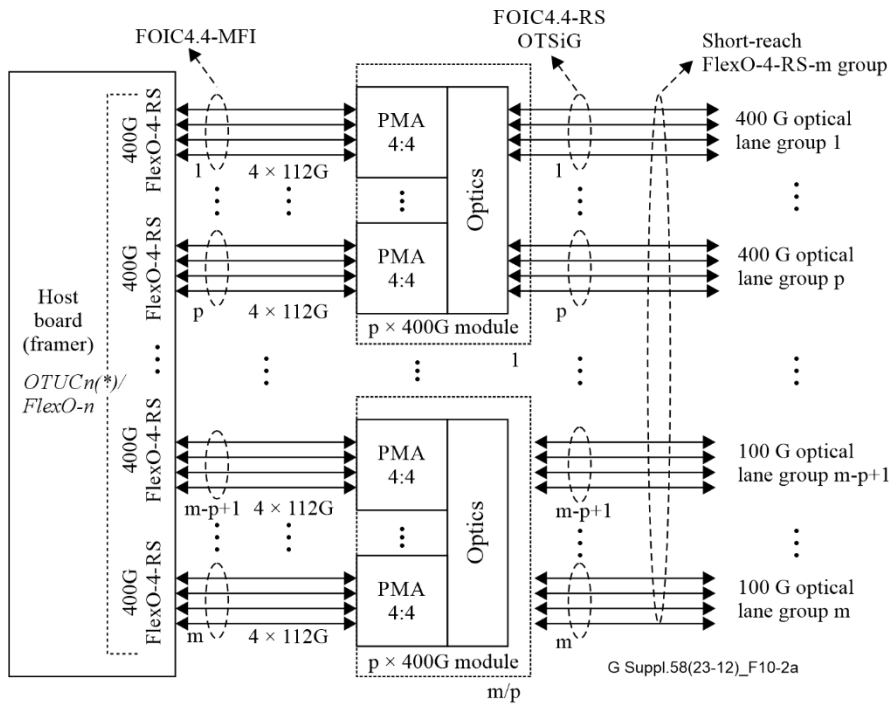 FOIC4.4-MFI
FOIC4.4-RS
OTSiG
Short-reach
FlexO-4-RS-m group
400G
FlexO-4-RS
1
4 × 112G
PMA
4:4
1
400 G optical
lane group 1
Optics
400G
FlexO-4-RS
p
4 × 112G
PMA
4:4
p
400 G optical
lane group p
p × 400G module
1
Host
board
(framer)
OTUCn(*)/
FlexO-n
400G
FlexO-4-RS
m-p+1
4 × 112G
PMA
4:4
m-p+1
100 G optical
lane group m-p+1
Optics
400G
FlexO-4-RS
m
4 × 112G
PMA
4:4
m
100 G optical
lane group m
p × 400G module
m/p
G Suppl.58(23-12)_F10-2a